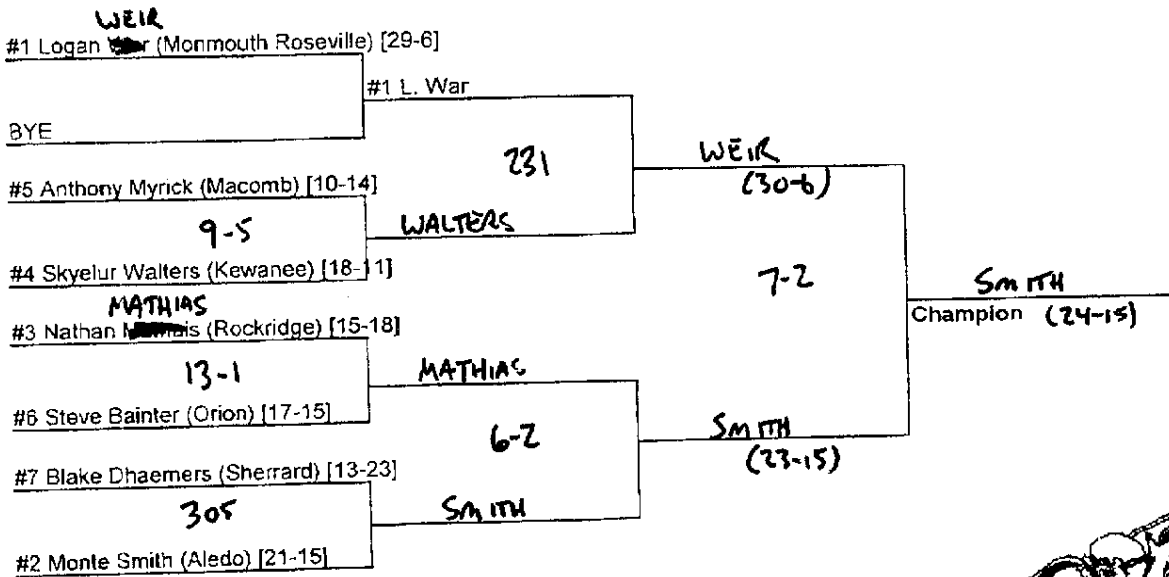 WEIR
#1 Logan (Monmouth Roseville) [29-6]
#1 L. War
BYE
231
WEIR
(30-6)
#5 Anthony Myrick (Macomb) [10-14]
9-5
WALTERS
#4 Skyelur Walters (Kewanee) [18-11]
7-2
SMITH
Champion (24-15)
MATHIAS
#3 Nathan (Rockridge) [15-18]
13-1
MATHIAS
#6 Steve Bainter (Orion) [17-15]
6-2
SMITH
(23-15)
#7 Blake Dhaemers (Sherrard) [13-23]
305
SMITH
#2 Monte Smith (Aledo) [21-15]